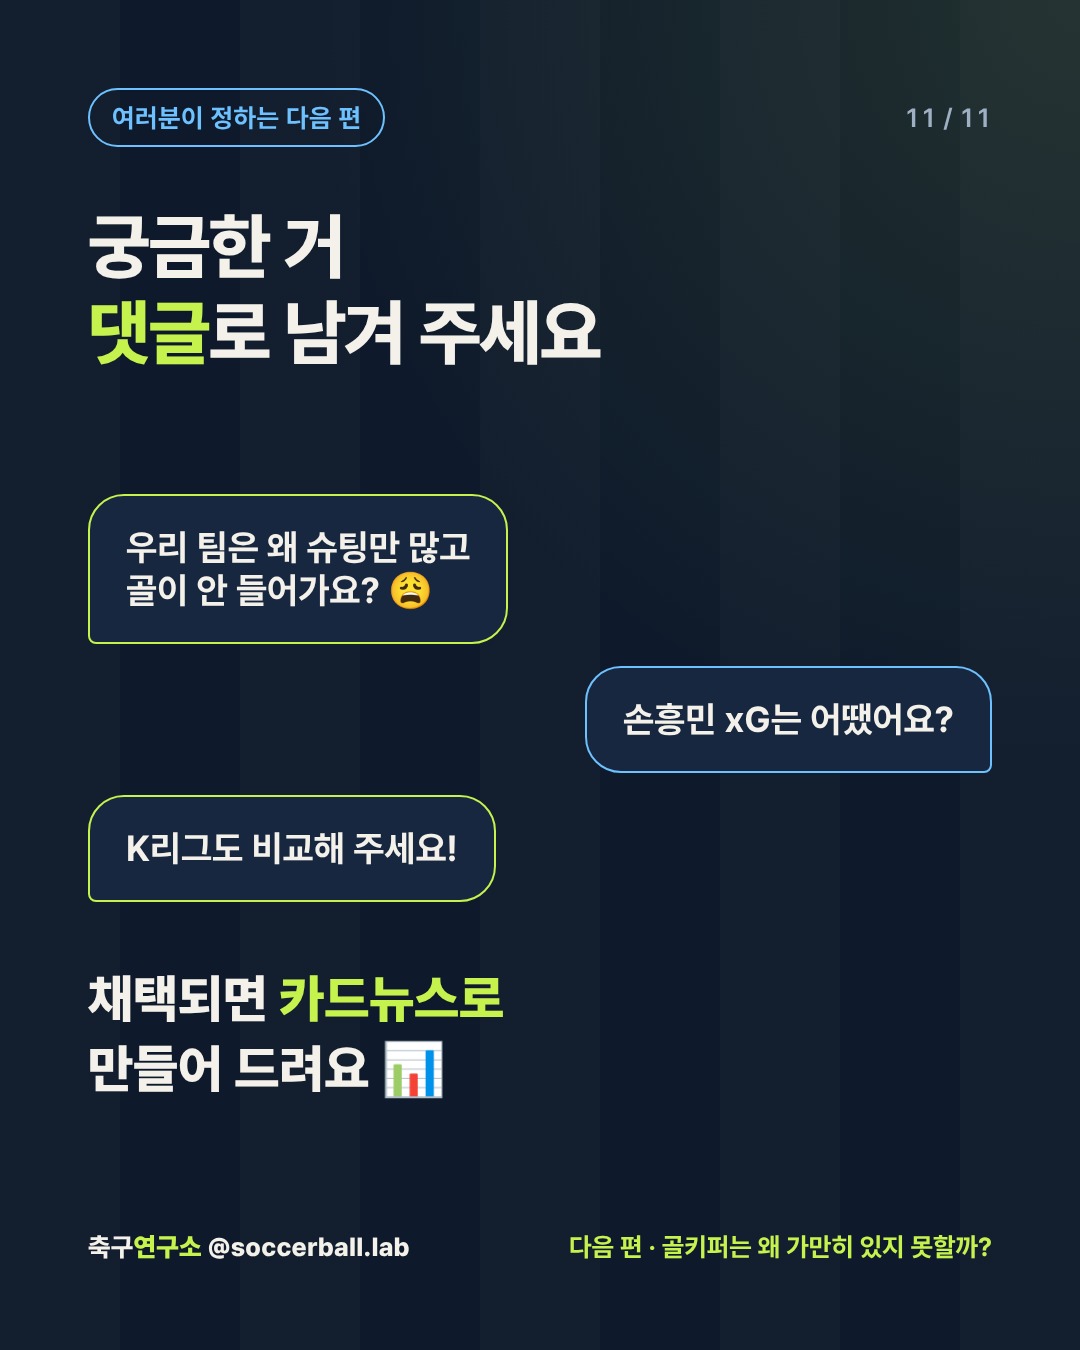 여러분이 정하는 다음 편
11 / 11
궁금한 거
댓글로 남겨 주세요
우리 팀은 왜 슈팅만 많고
골이 안 들어가요? 😩
손흥민 xG는 어땠어요?
K리그도 비교해 주세요!
채택되면 카드뉴스로
만들어 드려요 📊
축구연구소 @soccerball.lab
다음 편 · 골키퍼는 왜 가만히 있지 못할까?